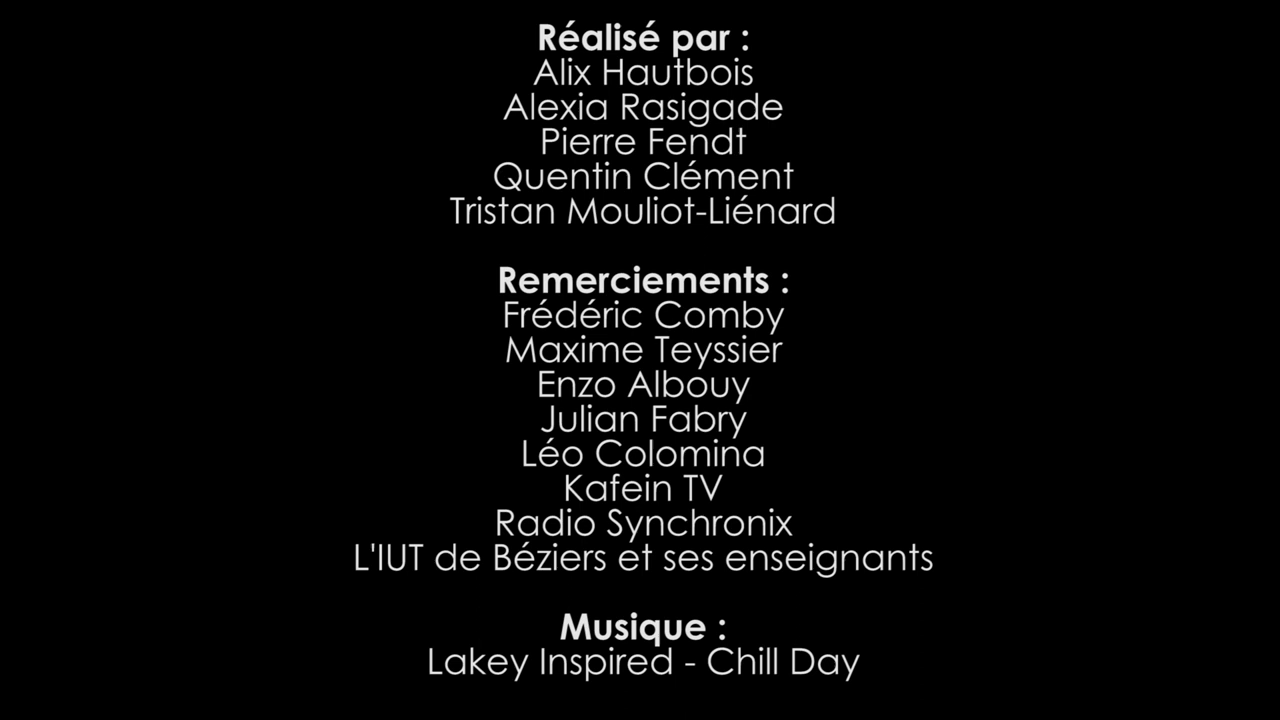 Réalisé par :
Alix Hautbois
Alexia Rasigade
Pierre Fendt
Quentin Clément
Tristan Mouliot-Liénard
Remerciements :
Frédéric Comby
Maxime Teyssier
Enzo Albouy
Julian Fabry
Léo Colomina
Kafein TV
Radio Synchronix
L'IUT de Béziers et ses enseignants
Musique :
Lakey Inspired - Chill Day